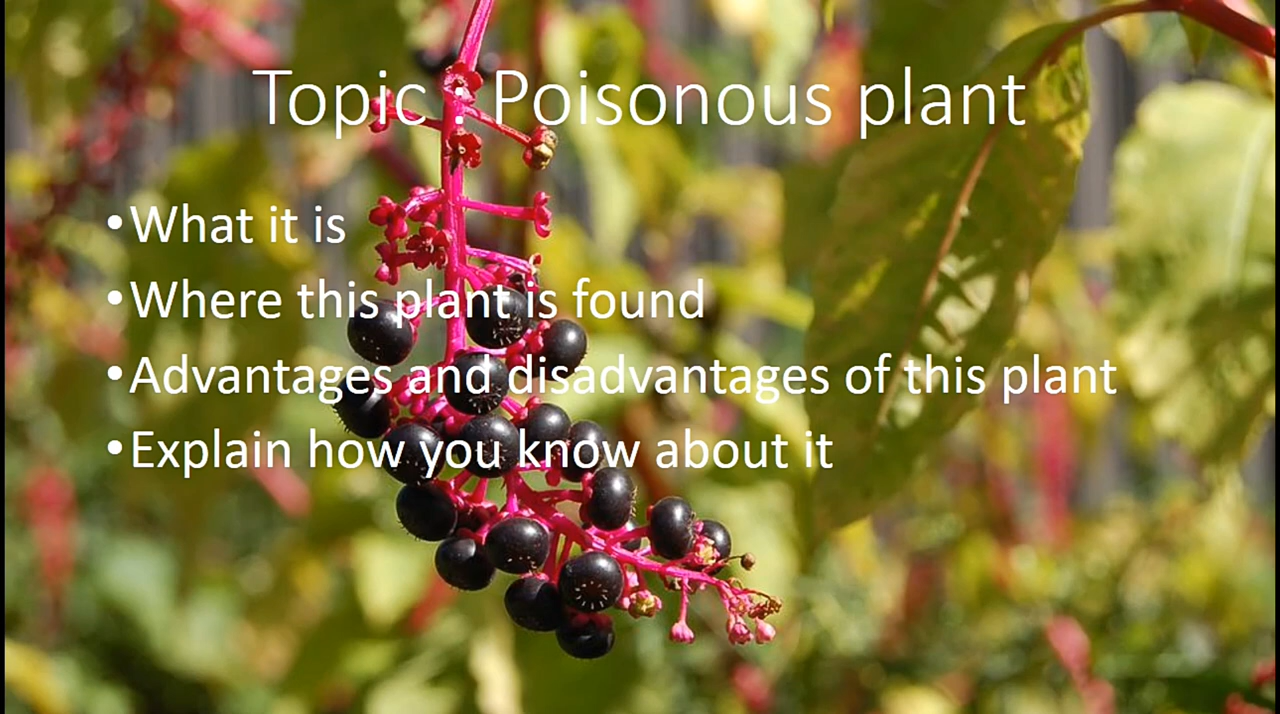 Topic : Poisonous plant
•What it is
•Where this plant is found
•Advantages and disadvantages of this plant
•Explain how you know about it